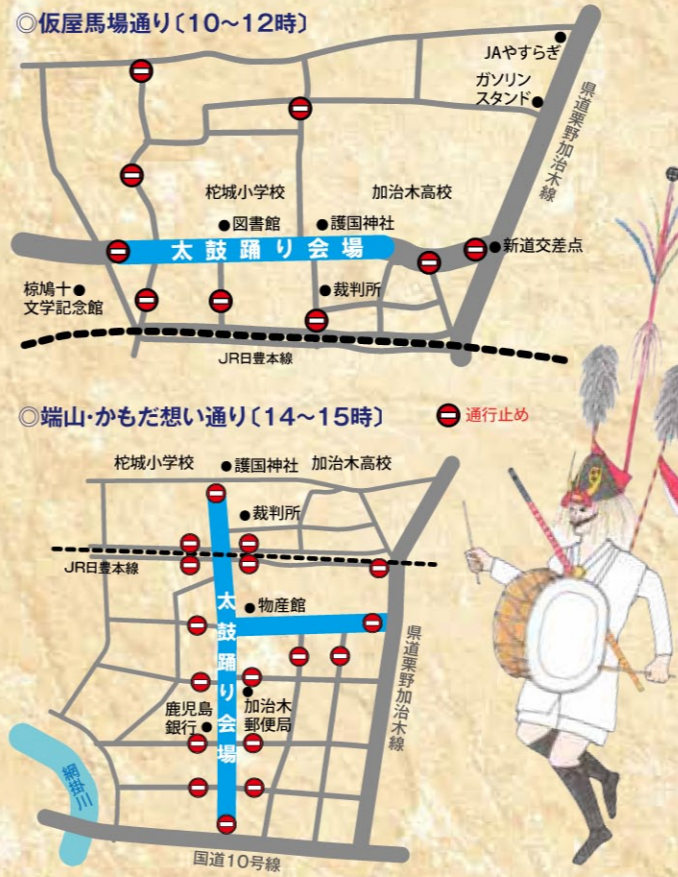 ◎仮屋馬場通り〔10～12時〕
JAやすらぎ
ガソリン
スタンド
県道栗野加治木線
柁城小学校
加治木高校
図書館
護国神社
太鼓踊り会場
新道交差点
椋鳩十
文学記念館
裁判所
JR日豊本線
◎端山・かもだ想い通り〔14～15時〕
通行止め
柁城小学校
護国神社
加治木高校
裁判所
JR日豊本線
物産館
太鼓踊り会場
県道栗野加治木線
鹿児島
銀行
加治木
郵便局
網掛川
国道10号線